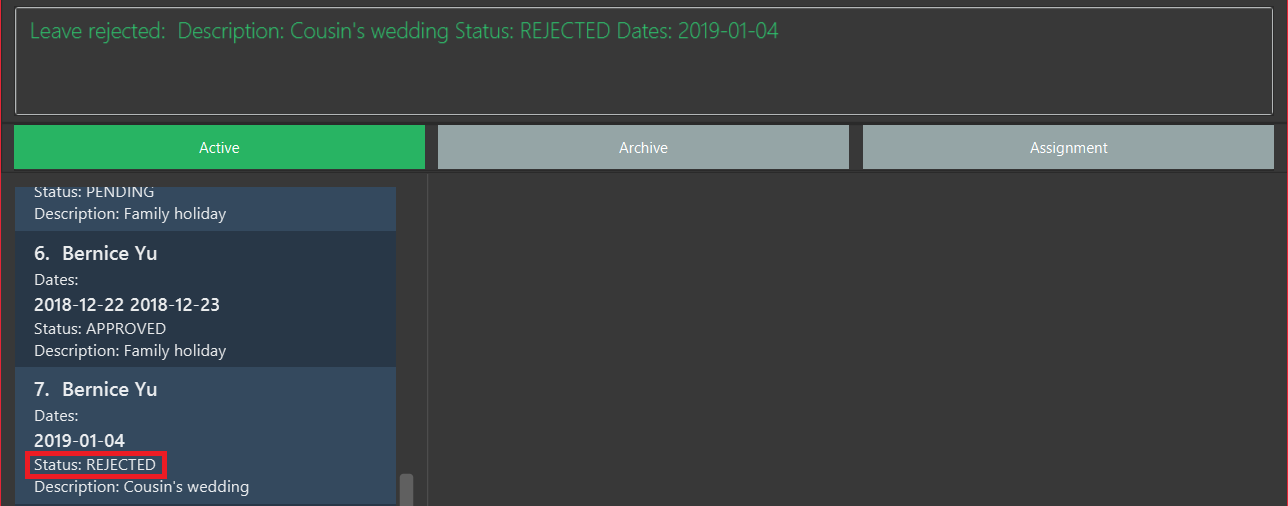 Leave rejected:  Description: Cousin's wedding Status: REJECTED Dates: 2019-01-04
Active
Archive
Assignment
Status: PENDING
Description: Family holiday
6.  Bernice Yu
Dates:
2018-12-22 2018-12-23
Status: APPROVED
Description: Family holiday
7.  Bernice Yu
Dates:
2019-01-04
Status: REJECTED
Description: Cousin's wedding